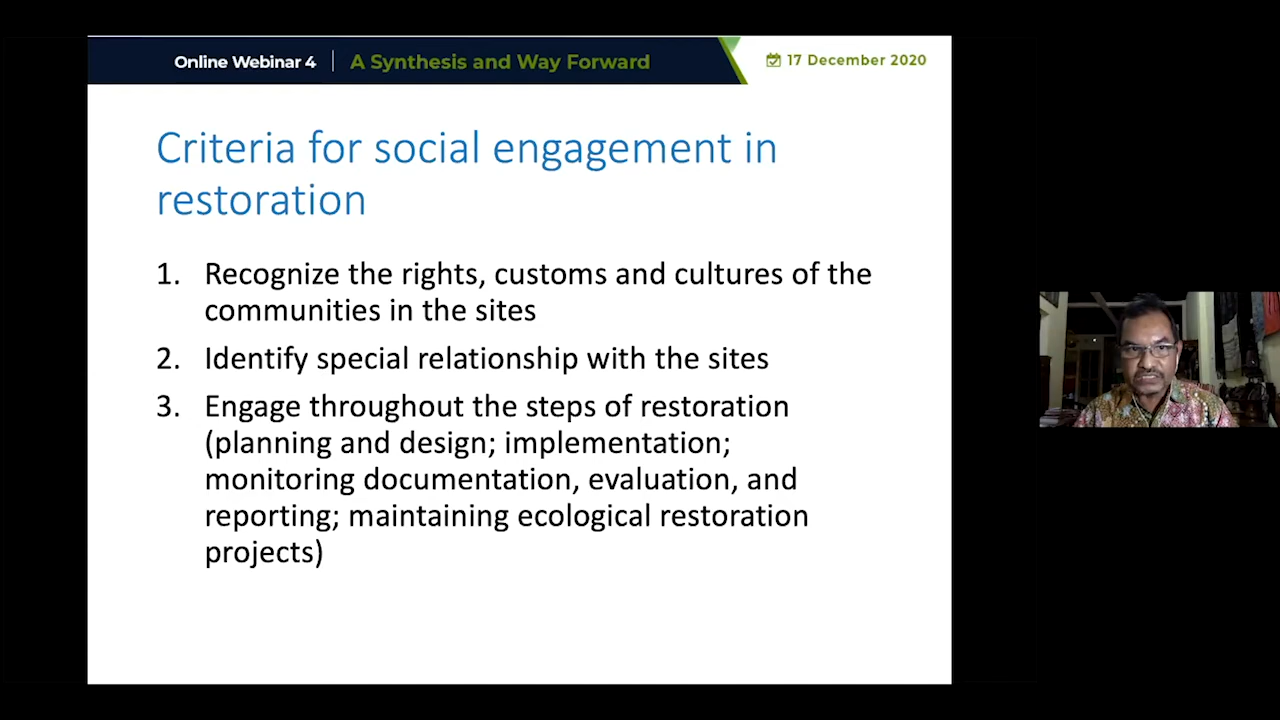 Online Webinar 4 | A Synthesis and Way Forward
17 December 2020
Criteria for social engagement in
restoration
1. Recognize the rights, customs and cultures of the
communities in the sites
2. Identify special relationship with the sites
3. Engage throughout the steps of restoration
(planning and design; implementation;
monitoring documentation, evaluation, and
reporting; maintaining ecological restoration
projects)